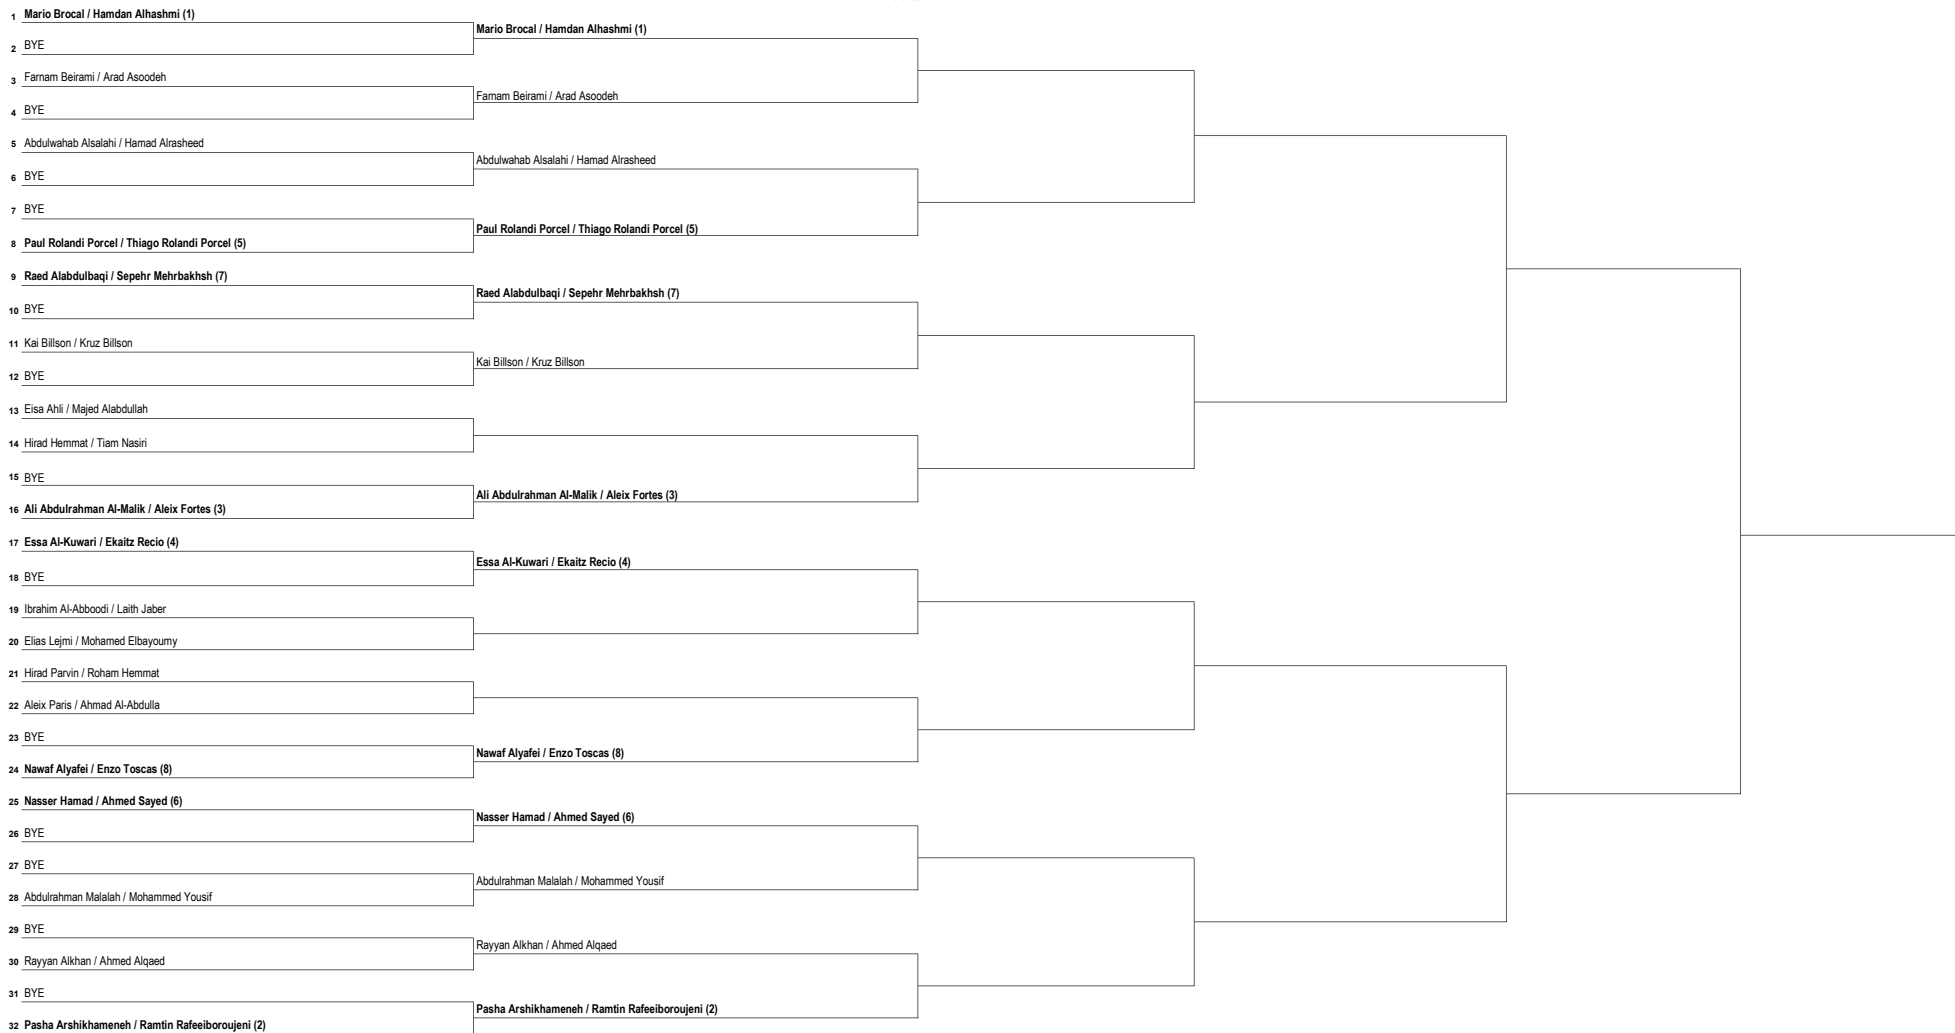 1 Mario Brocal / Hamdan Alhashmi (1)
Mario Brocal / Hamdan Alhashmi (1)
2 BYE
3 Farnam Beirami / Arad Asoodeh
Farnam Beirami / Arad Asoodeh
4 BYE
5 Abdulwahab Alsalahi / Hamad Alrasheed
Abdulwahab Alsalahi / Hamad Alrasheed
6 BYE
7 BYE
Paul Rolandi Porcel / Thiago Rolandi Porcel (5)
8 Paul Rolandi Porcel / Thiago Rolandi Porcel (5)
9 Raed Alabdulbaqi / Sepehr Mehrbakhsh (7)
Raed Alabdulbaqi / Sepehr Mehrbakhsh (7)
10 BYE
11 Kai Billson / Kruz Billson
Kai Billson / Kruz Billson
12 BYE
13 Eisa Ahli / Majed Alabdullah
14 Hirad Hemmat / Tiam Nasiri
15 BYE
Ali Abdulrahman Al-Malik / Aleix Fortes (3)
16 Ali Abdulrahman Al-Malik / Aleix Fortes (3)
17 Essa Al-Kuwari / Ekaitz Recio (4)
Essa Al-Kuwari / Ekaitz Recio (4)
18 BYE
19 Ibrahim Al-Abboodi / Laith Jaber
20 Elias Lejmi / Mohamed Elbayoumy
21 Hirad Parvin / Roham Hemmat
22 Aleix Paris / Ahmad Al-Abdulla
23 BYE
Nawaf Alyafei / Enzo Toscas (8)
24 Nawaf Alyafei / Enzo Toscas (8)
25 Nasser Hamad / Ahmed Sayed (6)
Nasser Hamad / Ahmed Sayed (6)
26 BYE
27 BYE
Abdulrahman Malalah / Mohammed Yousif
28 Abdulrahman Malalah / Mohammed Yousif
29 BYE
Rayyan Alkhan / Ahmed Alqaed
30 Rayyan Alkhan / Ahmed Alqaed
31 BYE
Pasha Arshikhameneh / Ramtin Rafeeiboroujeni (2)
32 Pasha Arshikhameneh / Ramtin Rafeeiboroujeni (2)